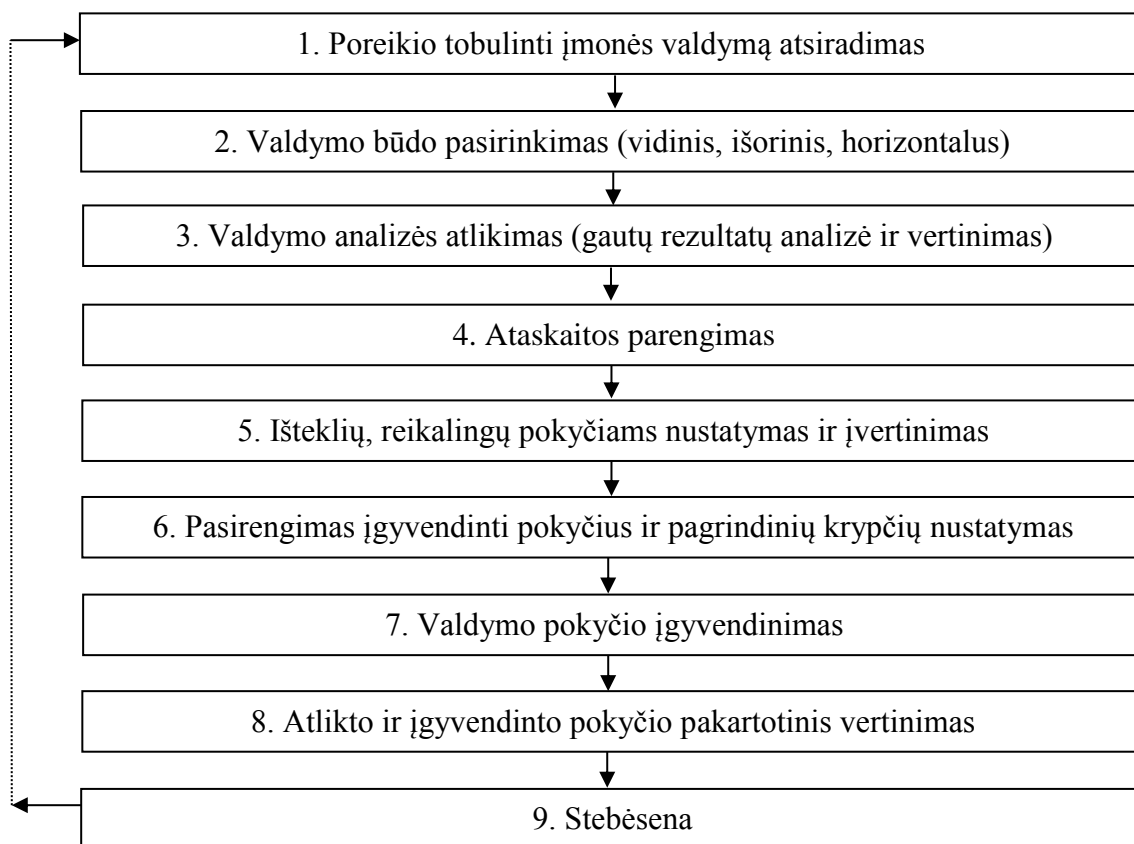 1. Poreikio tobulinti įmonės valdymą atsiradimas
2. Valdymo būdo pasirinkimas (vidinis, išorinis, horizontalus)
3. Valdymo analizės atlikimas (gautų rezultatų analizė ir vertinimas)
4. Ataskaitos parengimas
5. Išteklių, reikalingų pokyčiams nustatymas ir įvertinimas
6. Pasirengimas įgyvendinti pokyčius ir pagrindinių krypčių nustatymas
7. Valdymo pokyčio įgyvendinimas
8. Atlikto ir įgyvendinto pokyčio pakartotinis vertinimas
9. Stebėsena